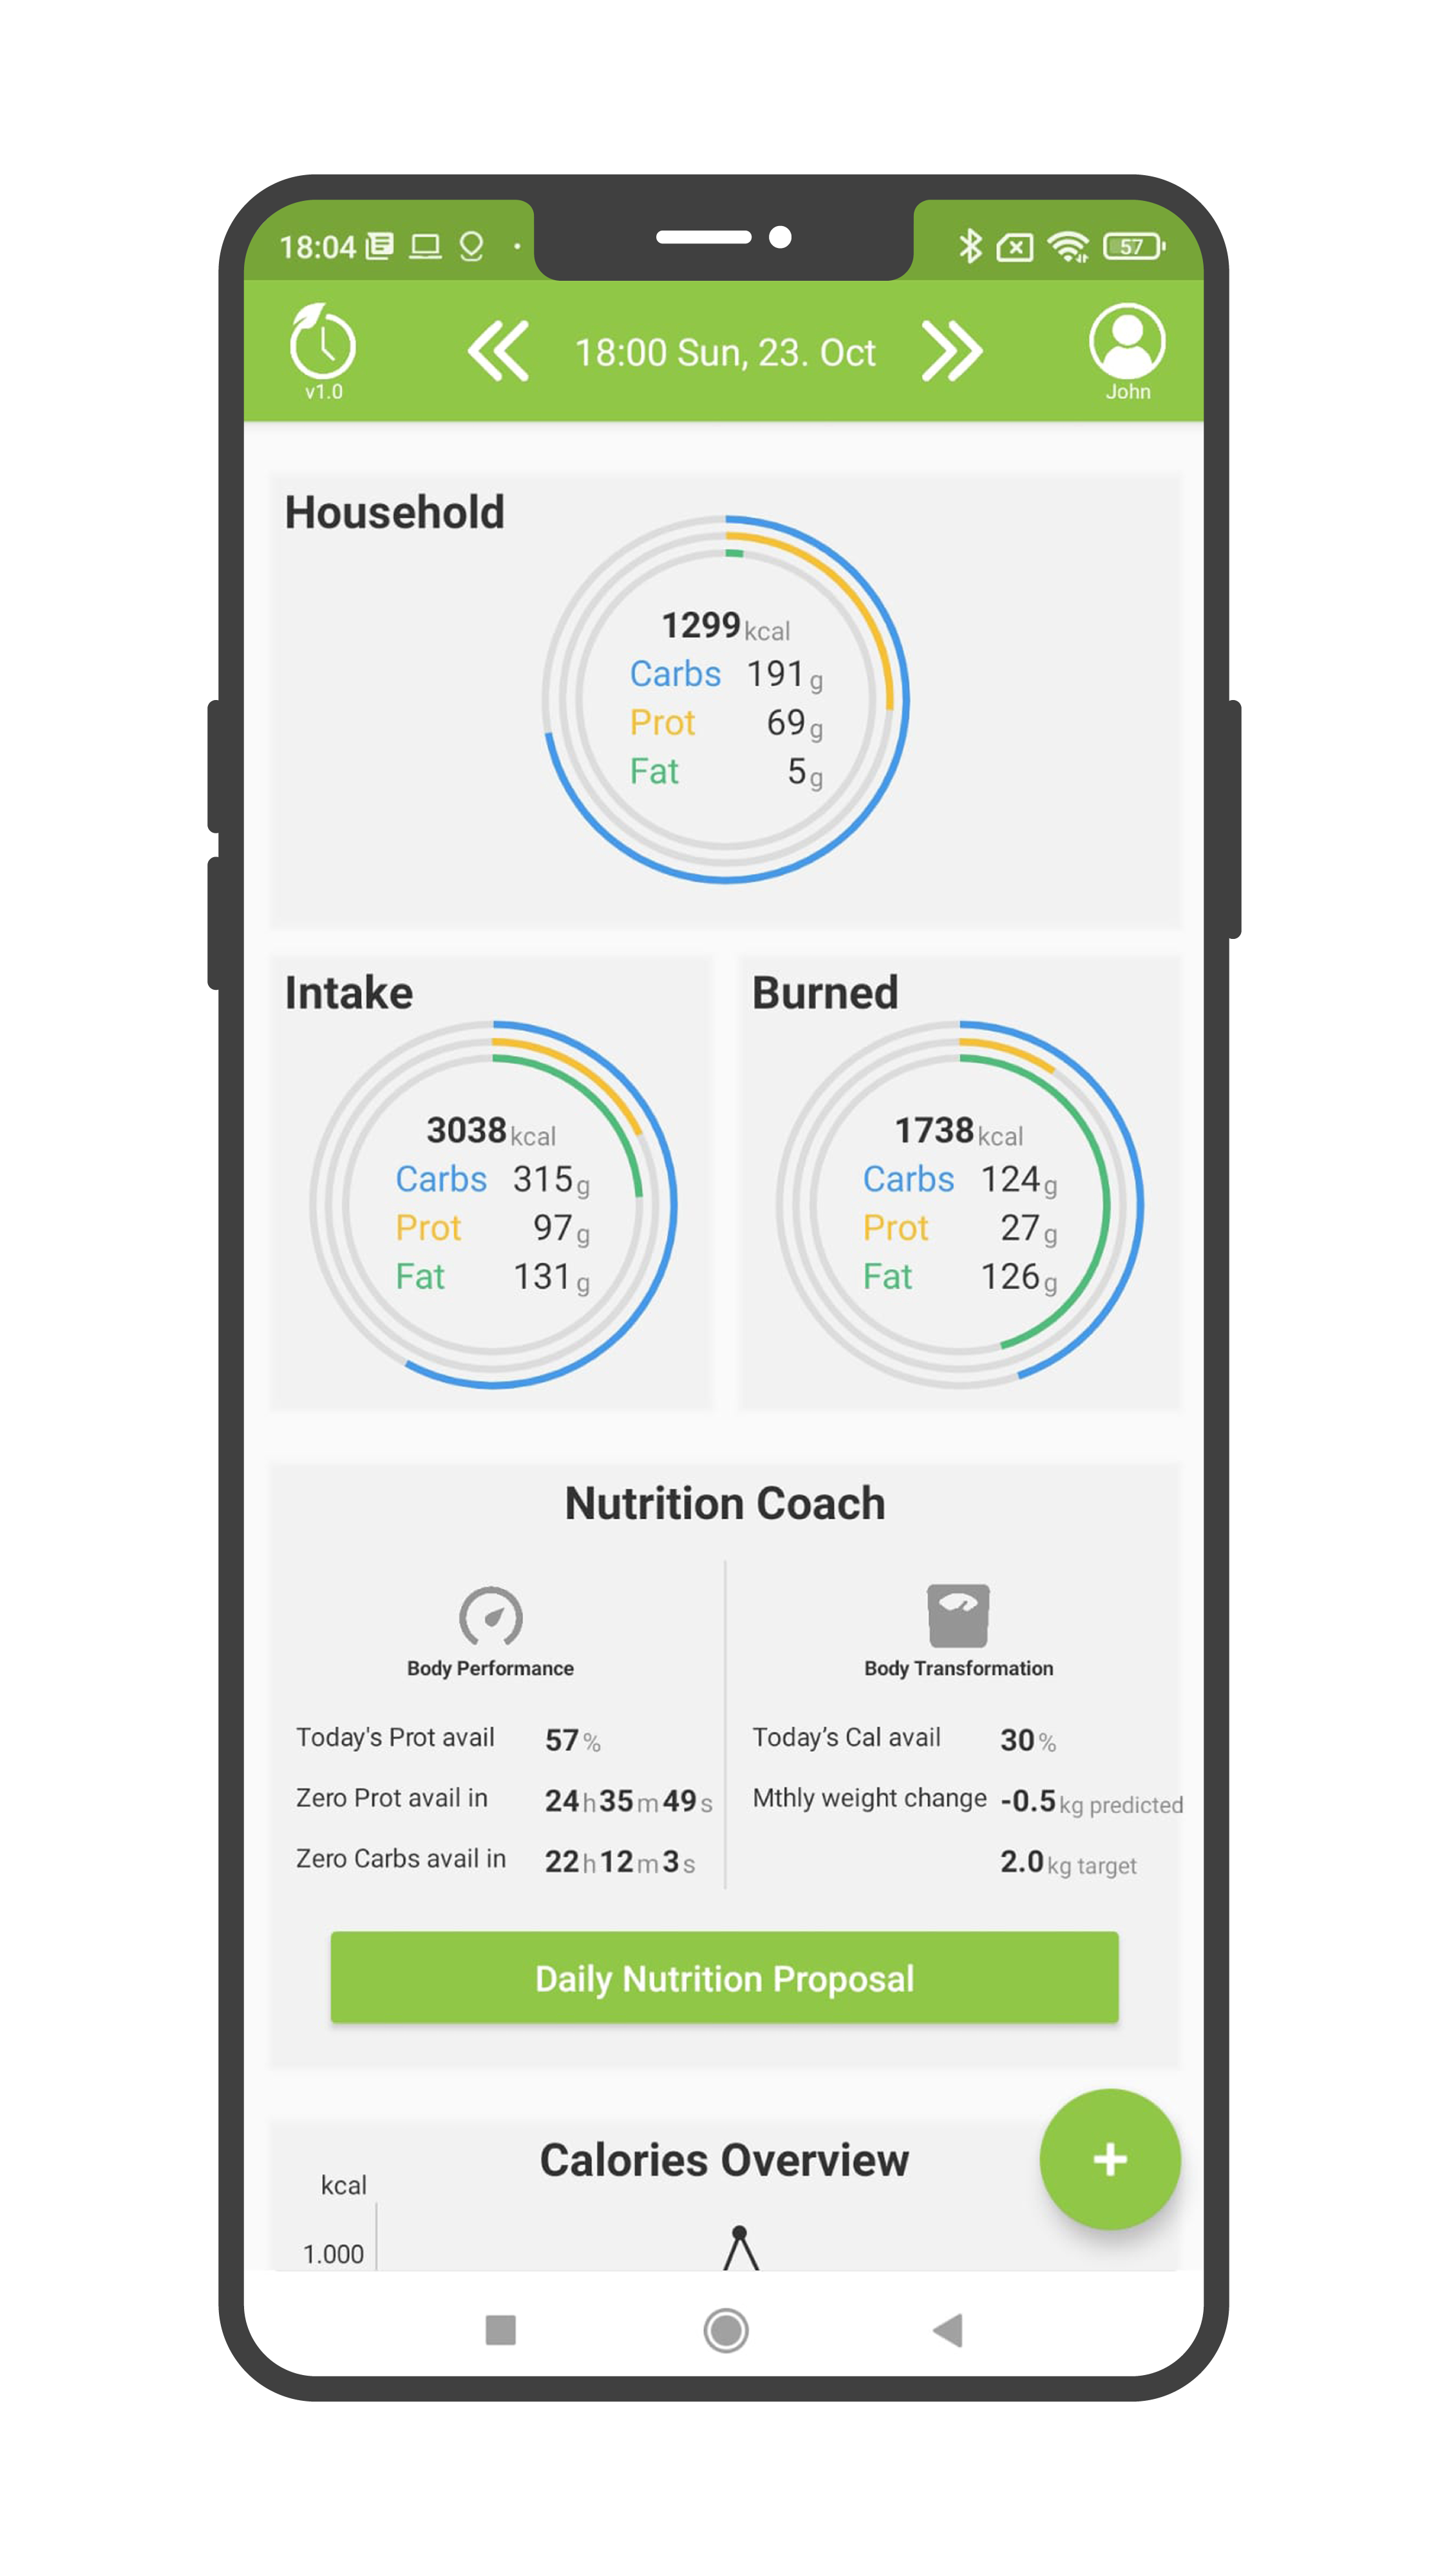 18:04
57
18:00 Sun, 23. Oct
v1.0
John
Household
1299 kcal
Carbs 191 g
Prot 69 g
Fat 5 g
Intake
3038 kcal
Carbs 315 g
Prot 97 g
Fat 131 g
Burned
1738 kcal
Carbs 124 g
Prot 27 g
Fat 126 g
Nutrition Coach
Body Performance
Today's Prot avail 57 %
Zero Prot avail in 24 h 35 m 49 s
Zero Carbs avail in 22 h 12 m 3 s
Body Transformation
Today’s Cal avail 30 %
Mthly weight change -0.5 kg predicted
2.0 kg target
Daily Nutrition Proposal
Calories Overview
kcal
1.000